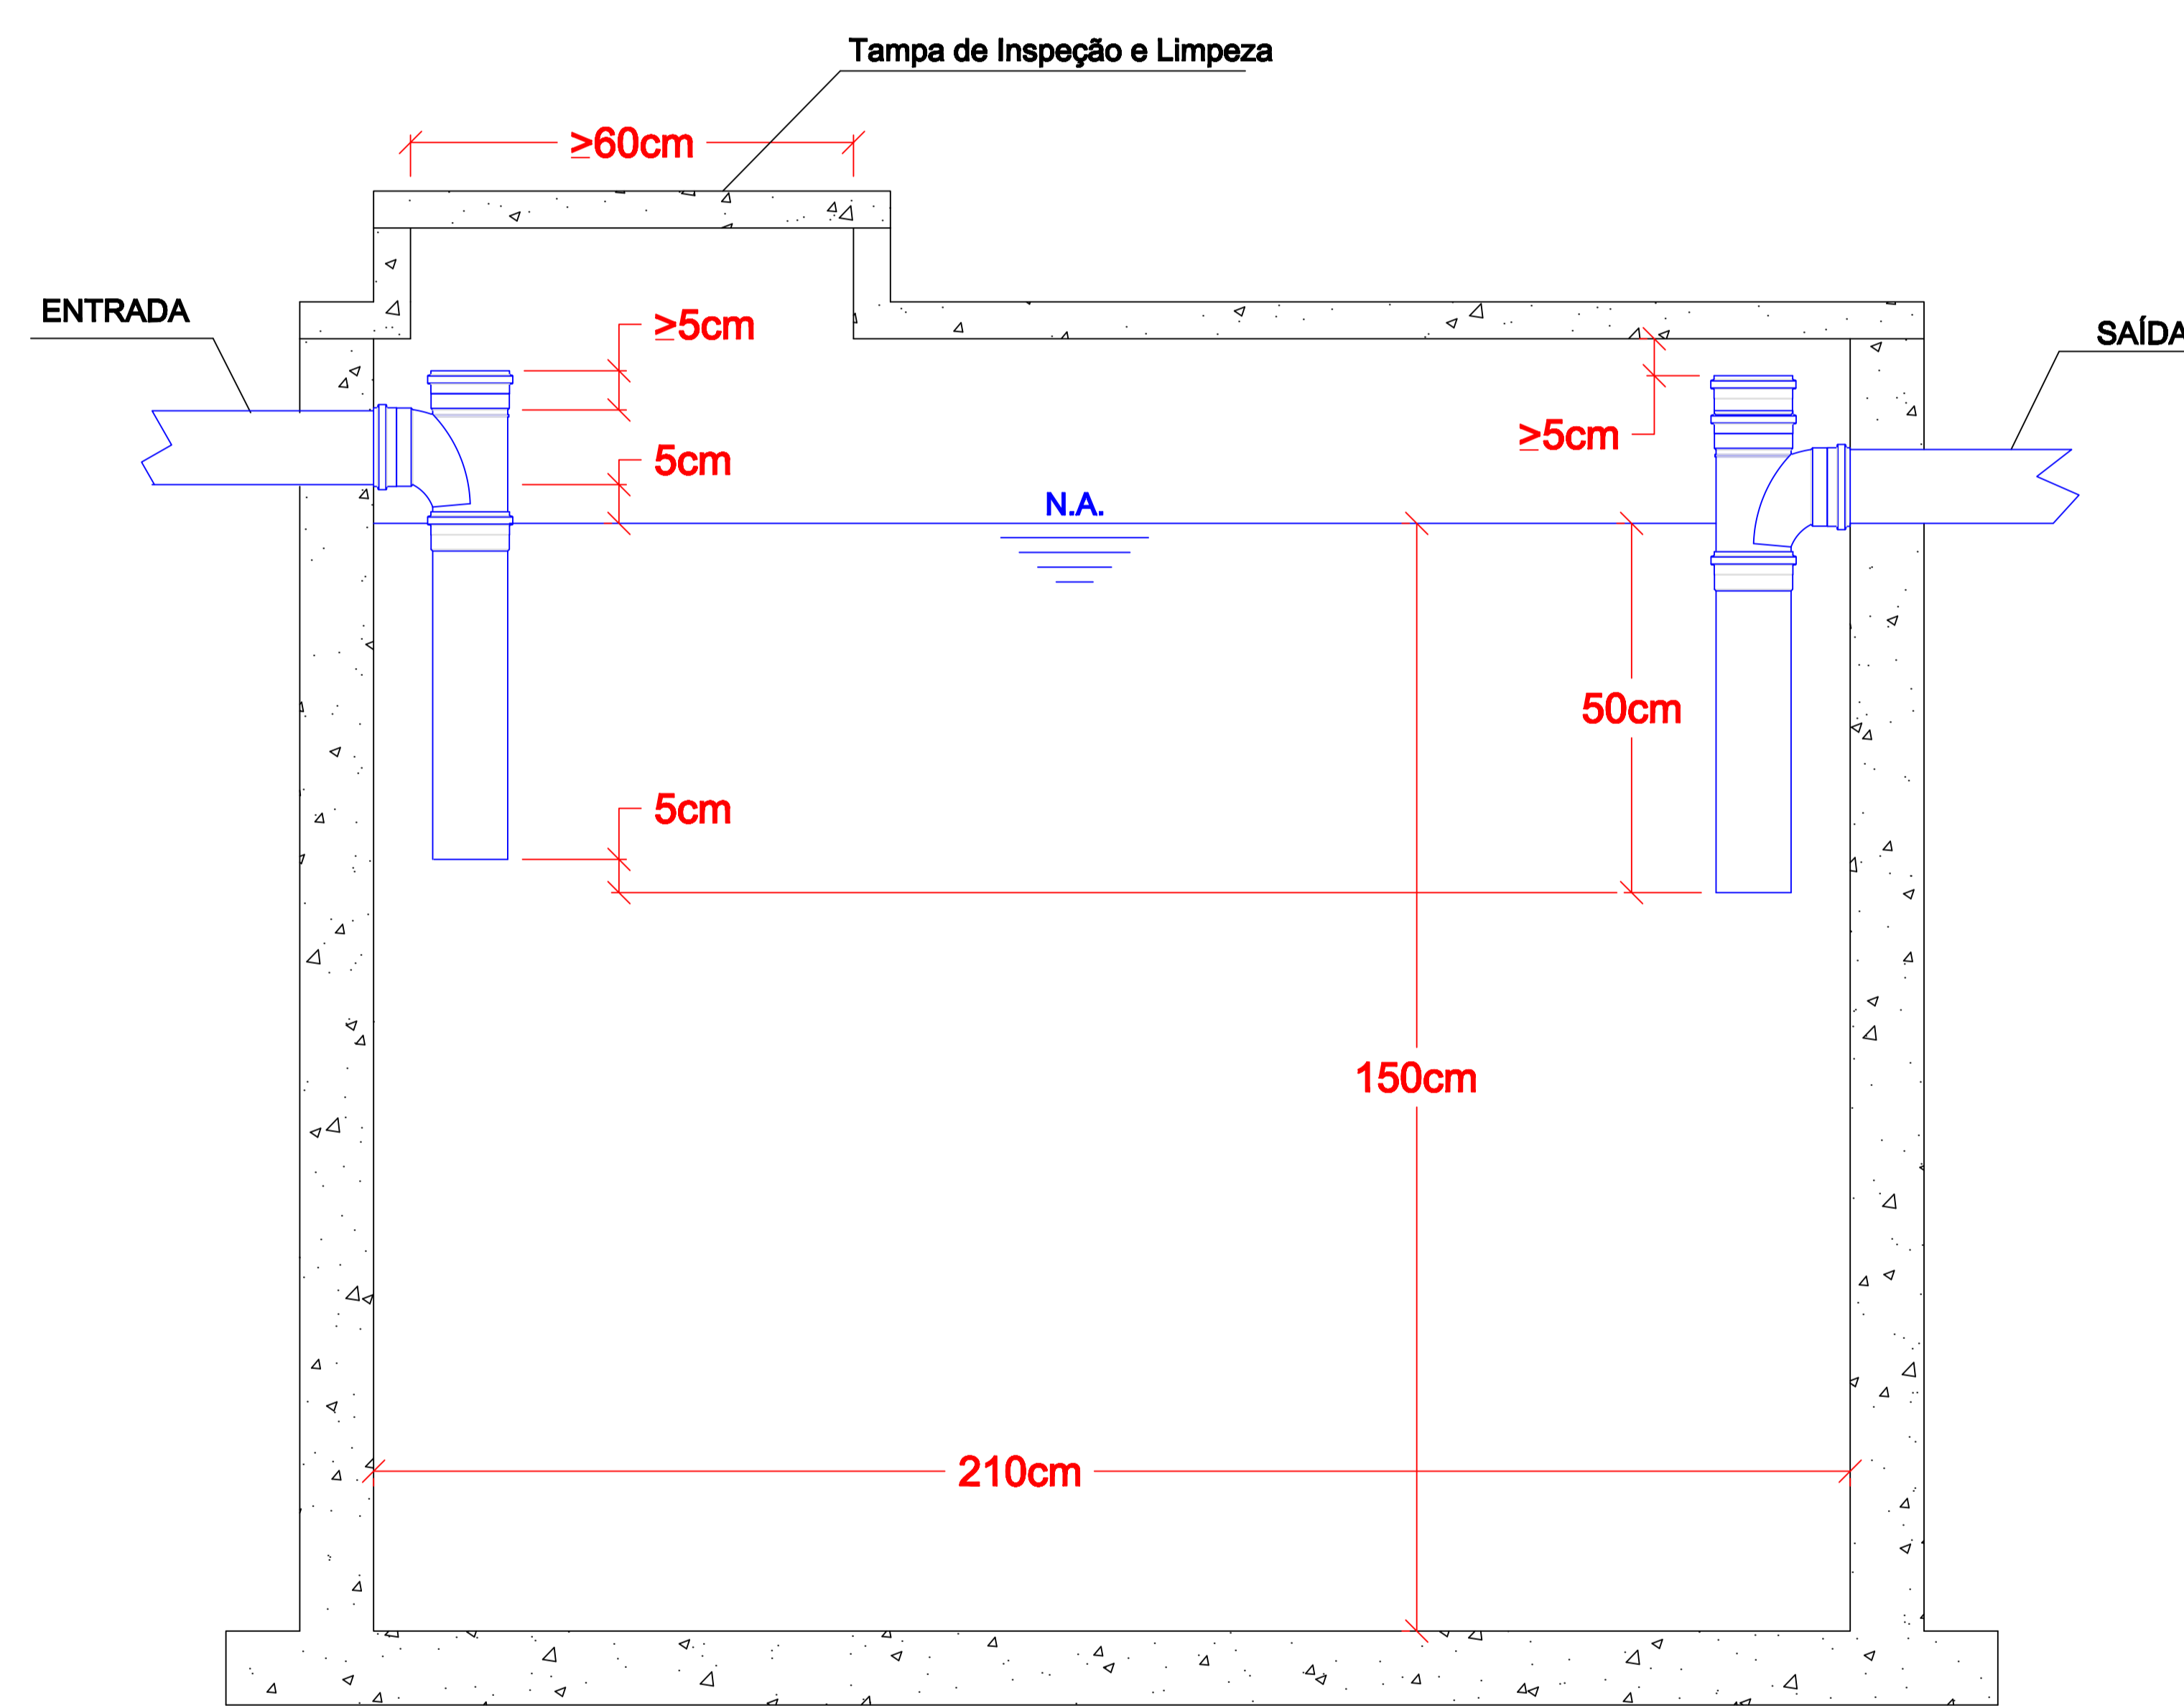 Tampa de Inspeção e Limpeza
≥60cm
ENTRADA
≥5cm
SAÍDA
≥5cm
5cm
N.A.
50cm
5cm
150cm
210cm